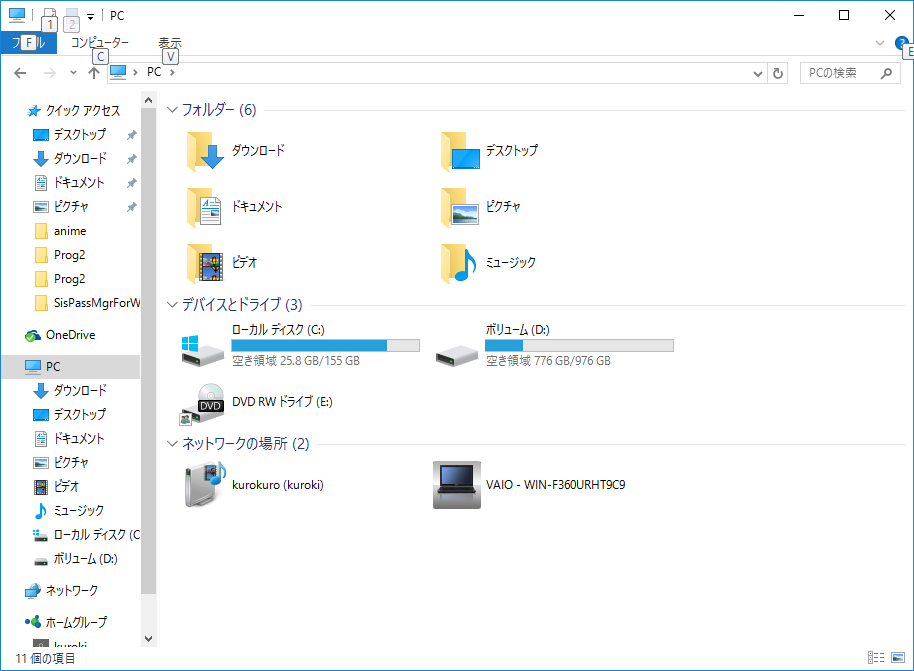 1
2
PC
ファイル
F
コンピューター
C
表示
V
E
PC
PCの検索
クイック アクセス
デスクトップ
ダウンロード
ドキュメント
ピクチャ
anime
Prog2
Prog2
SisPassMgrForW
OneDrive
PC
ダウンロード
デスクトップ
ドキュメント
ピクチャ
ビデオ
ミュージック
ローカル ディスク (C
ボリューム (D:)
ネットワーク
ホームグループ
kuroki
フォルダー (6)
ダウンロード
デスクトップ
ドキュメント
ピクチャ
ビデオ
ミュージック
デバイスとドライブ (3)
ローカル ディスク (C:)
空き領域 25.8 GB/155 GB
ボリューム (D:)
空き領域 776 GB/976 GB
DVD
DVD RW ドライブ (E:)
ネットワークの場所 (2)
kurokuro (kuroki)
VAIO - WIN-F360URHT9C9
11 個の項目